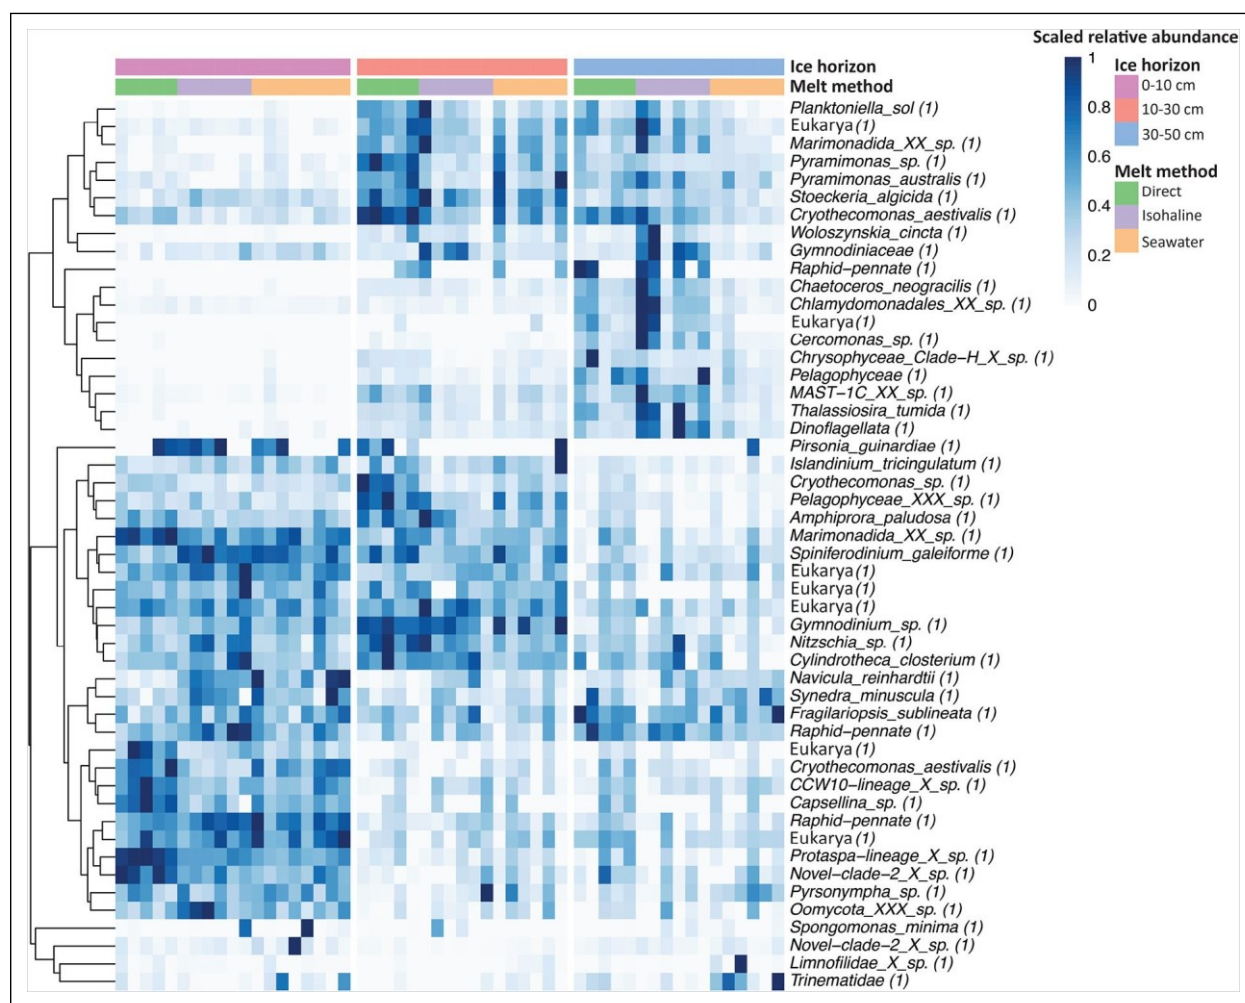 Scaled relative abundance
Ice horizon
Melt method
Planktoniella_sol (1)
Eukarya (1)
Marimonadida_XX_sp. (1)
Pyramimonas_sp. (1)
Pyramimonas_australis (1)
Stoeckeria_algicida (1)
Cryothecomonas_aestivalis (1)
Woloszynskia_cincta (1)
Gymnodiniaceae (1)
Raphid−pennate (1)
Chaetoceros_neogracilis (1)
Chlamydomonadales_XX_sp. (1)
Eukarya (1)
Cercomonas_sp. (1)
Chrysophyceae_Clade−H_X_sp. (1)
Pelagophyceae (1)
MAST−1C_XX_sp. (1)
Thalassiosira_tumida (1)
Dinoflagellata (1)
Pirsonia_guinardiae (1)
Islandinium_tricingulatum (1)
Cryothecomonas_sp. (1)
Pelagophyceae_XXX_sp. (1)
Amphiprora_paludosa (1)
Marimonadida_XX_sp. (1)
Spiniferodinium_galeiforme (1)
Eukarya (1)
Eukarya (1)
Eukarya (1)
Gymnodinium_sp. (1)
Nitzschia_sp. (1)
Cylindrotheca_closterium (1)
Navicula_reinhardtii (1)
Synedra_minuscula (1)
Fragilariopsis_sublineata (1)
Raphid−pennate (1)
Eukarya (1)
Cryothecomonas_aestivalis (1)
CCW10−lineage_X_sp. (1)
Capsellina_sp. (1)
Raphid−pennate (1)
Eukarya (1)
Protaspa−lineage_X_sp. (1)
Novel−clade−2_X_sp. (1)
Pyrsonympha_sp. (1)
Oomycota_XXX_sp. (1)
Spongomonas_minima (1)
Novel−clade−2_X_sp. (1)
Limnofilidae_X_sp. (1)
Trinematidae (1)
1
0.8
0.6
0.4
0.2
0
Ice horizon
0-10 cm
10-30 cm
30-50 cm
Melt method
Direct
Isohaline
Seawater